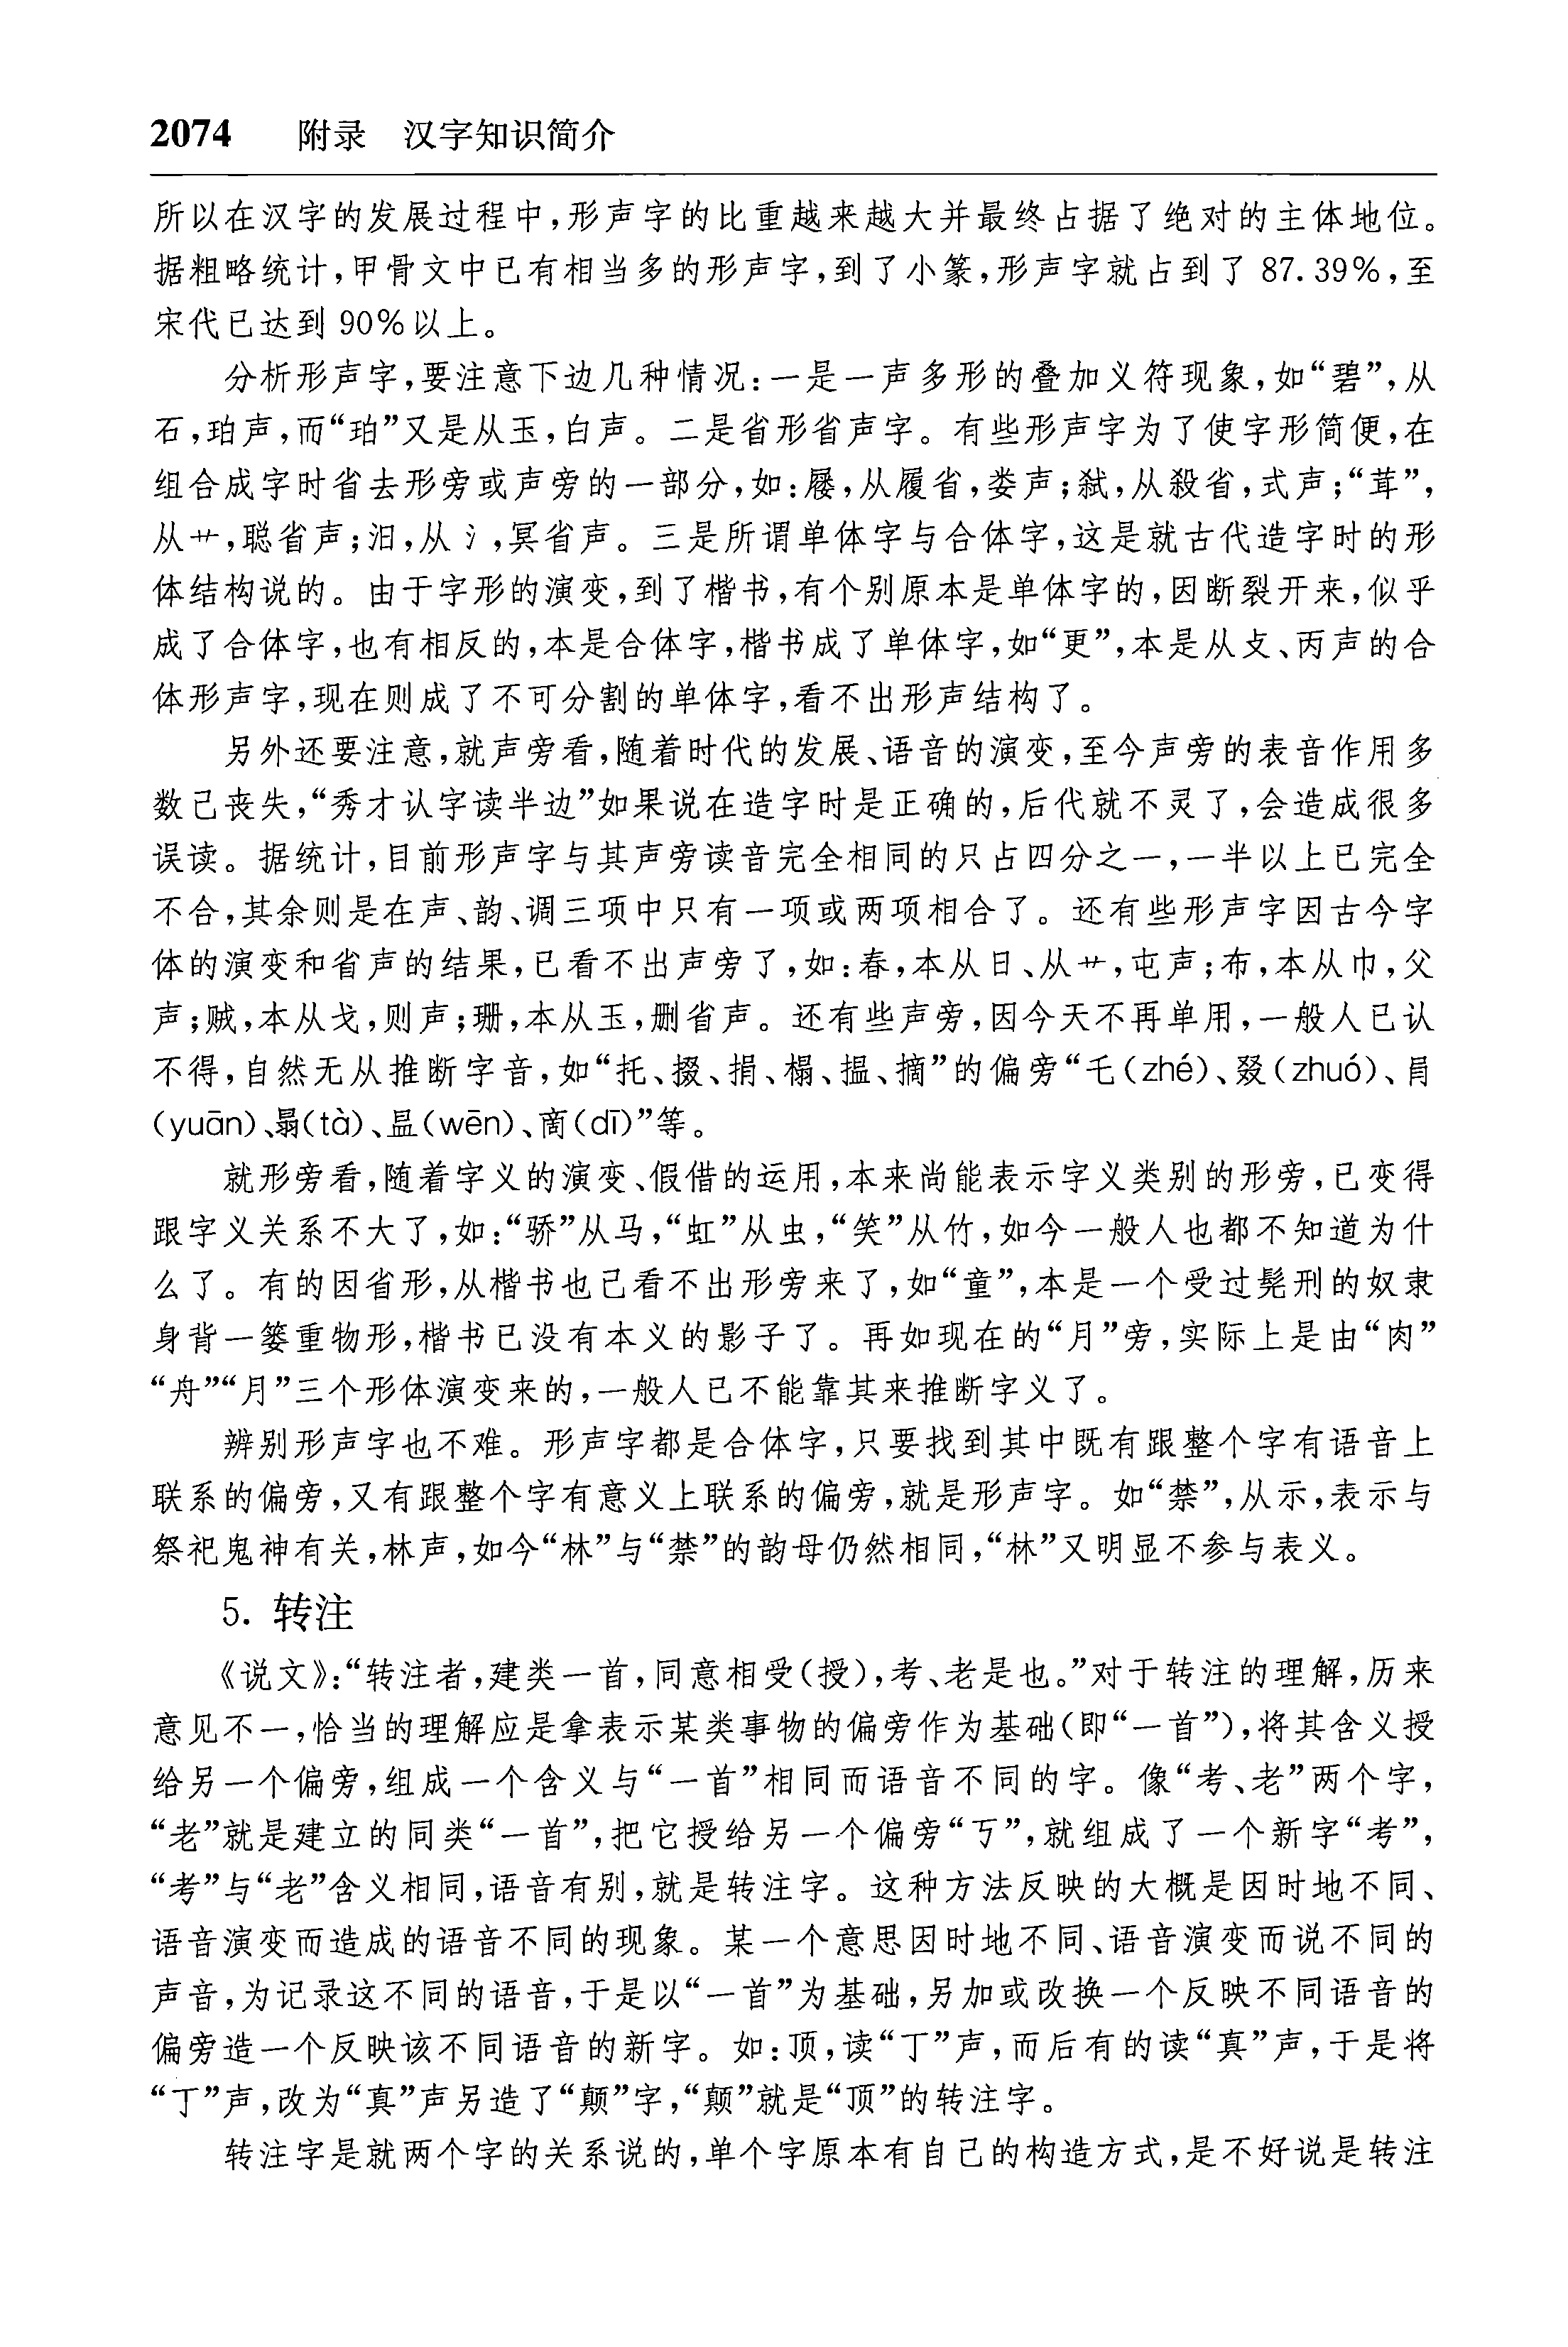 2074 附录 汉字知识简介
所以在汉字的发展过程中,形声字的比重越来越大并最终占据了绝对的主体地位。
据粗略统计,甲骨文中已有相当多的形声字,到了小篆,形声字就占到了 87.39%,至
宋代已达到 90%以上。
分析形声字,要注意下边几种情况:一是一声多形的叠加义符现象,如“碧”,从
石,珀声,而“珀”又是从玉,白声。二是省形省声字。有些形声字为了使字形简便,在
组合成字时省去形旁或声旁的一部分,如:屦,从履省,娄声;弑,从殺省,式声;“茸”,
从艹,聪省声;汨,从氵,冥省声。三是所谓单体字与合体字,这是就古代造字时的形
体结构说的。由于字形的演变,到了楷书,有个别原本是单体字的,因断裂开来,似乎
成了合体字,也有相反的,本是合体字,楷书成了单体字,如“更”,本是从攴、丙声的合
体形声字,现在则成了不可分割的单体字,看不出形声结构了。
另外还要注意,就声旁看,随着时代的发展、语音的演变,至今声旁的表音作用多
数已丧失,“秀才认字读半边”如果说在造字时是正确的,后代就不灵了,会造成很多
误读。据统计,目前形声字与其声旁读音完全相同的只占四分之一,一半以上已完全
不合,其余则是在声、韵、调三项中只有一项或两项相合了。还有些形声字因古今字
体的演变和省声的结果,已看不出声旁了,如:春,本从日、从艹,屯声;布,本从巾,父
声;贼,本从戈,则声;珊,本从玉,删省声。还有些声旁,因今天不再单用,一般人已认
不得,自然无从推断字音,如“托、掇、捐、榻、揾、摘”的偏旁“乇(zhé)、叕(zhuó)、肙
(yuān)、𦐇(tà)、昷(wēn)、啇(dī)”等。
就形旁看,随着字义的演变、假借的运用,本来尚能表示字义类别的形旁,已变得
跟字义关系不大了,如:“骄”从马,“虹”从虫,“笑”从竹,如今一般人也都不知道为什
么了。有的因省形,从楷书也已看不出形旁来了,如“童”,本是一个受过髡刑的奴隶
身背一篓重物形,楷书已没有本义的影子了。再如现在的“月”旁,实际上是由“肉”
“舟”“月”三个形体演变来的,一般人已不能靠其来推断字义了。
辨别形声字也不难。形声字都是合体字,只要找到其中既有跟整个字有语音上
联系的偏旁,又有跟整个字有意义上联系的偏旁,就是形声字。如“禁”,从示,表示与
祭祀鬼神有关,林声,如今“林”与“禁”的韵母仍然相同,“林”又明显不参与表义。
5. 转注
《说文》:“转注者,建类一首,同意相受(授),考、老是也。”对于转注的理解,历来
意见不一,恰当的理解应是拿表示某类事物的偏旁作为基础(即“一首”),将其含义授
给另一个偏旁,组成一个含义与“一首”相同而语音不同的字。像“考、老”两个字,
“老”就是建立的同类“一首”,把它授给另一个偏旁“丂”,就组成了一个新字“考”,
“考”与“老”含义相同,语音有别,就是转注字。这种方法反映的大概是因时地不同、
语音演变而造成的语音不同的现象。某一个意思因时地不同、语音演变而说不同的
声音,为记录这不同的语音,于是以“一首”为基础,另加或改换一个反映不同语音的
偏旁造一个反映该不同语音的新字。如:顶,读“丁”声,而后有的读“真”声,于是将
“丁”声,改为“真”声另造了“颠”字,“颠”就是“顶”的转注字。
转注字是就两个字的关系说的,单个字原本有自己的构造方式,是不好说是转注